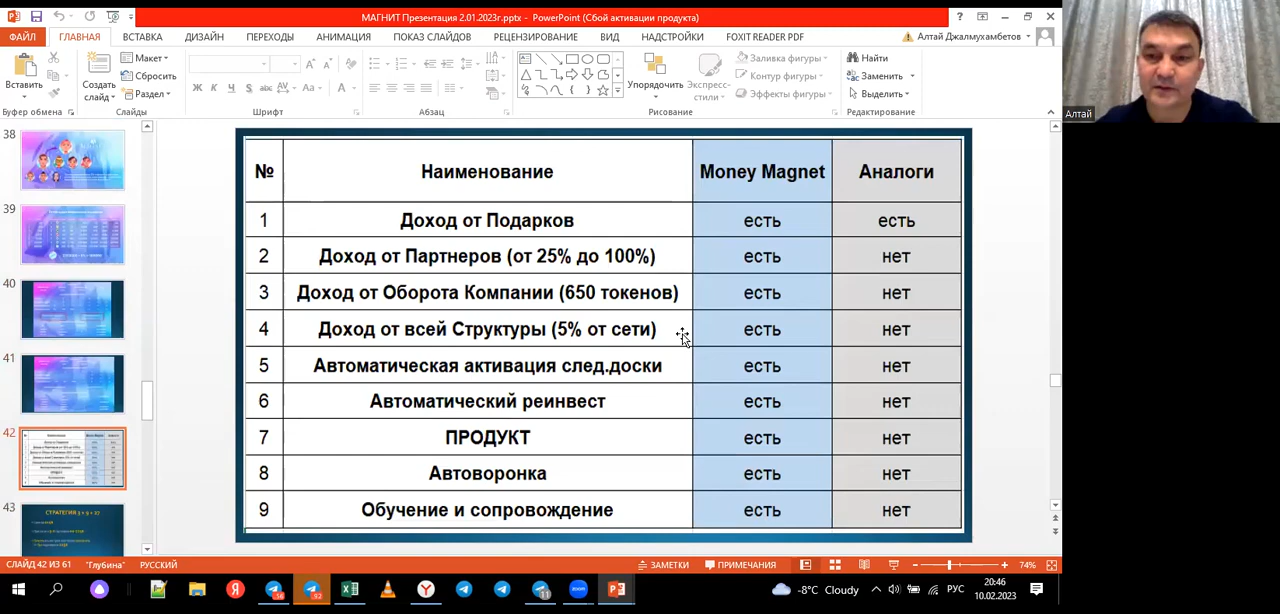 МАГНИТ Презентация 2.01.2023г.pptx - PowerPoint (Сбой активации продукта)
ФАЙЛ ГЛАВНАЯ ВСТАВКА ДИЗАЙН ПЕРЕХОДЫ АНИМАЦИЯ ПОКАЗ СЛАЙДОВ РЕЦЕНЗИРОВАНИЕ ВИД НАДСТРОЙКИ FOXIT READER PDF Алтай Джалмухамбетов
Вставить
Создать слайд
Макет
Сбросить
Раздел
Ж К Ч S abc AV Aa A
Упорядочить
Экспресс-стили
Заливка фигуры
Контур фигуры
Эффекты фигуры
Найти
Заменить
Выделить
Буфер обмена Слайды Шрифт Абзац Рисование Редактирование
Алтай
38
39
40
41
42
43
СТРАТЕГИЯ 3 + 9 + 27
№ Наименование Money Magnet Аналоги
1 Доход от Подарков есть есть
2 Доход от Партнеров (от 25% до 100%) есть нет
3 Доход от Оборота Компании (650 токенов) есть нет
4 Доход от всей Структуры (5% от сети) есть нет
5 Автоматическая активация след.доски есть нет
6 Автоматический реинвест есть нет
7 ПРОДУКТ есть нет
8 Автоворонка есть нет
9 Обучение и сопровождение есть нет
СЛАЙД 42 ИЗ 61 "Глубина" РУССКИЙ ЗАМЕТКИ ПРИМЕЧАНИЯ 74%
-8°C Cloudy РУС 20:46
10.02.2023